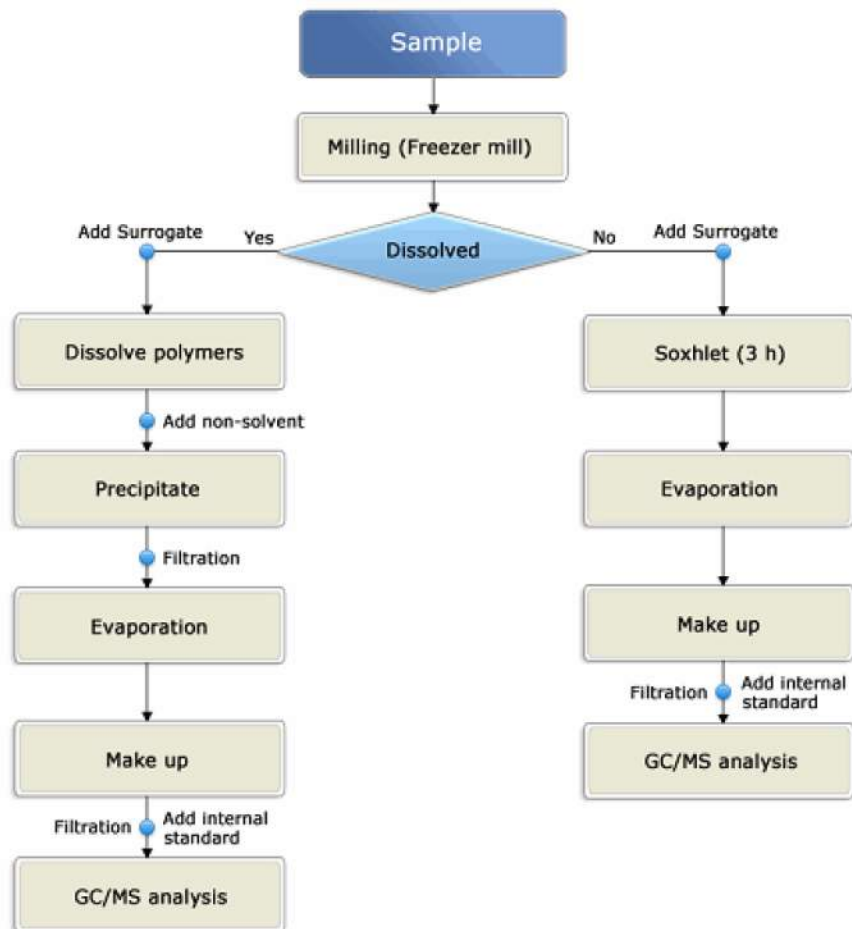 Sample
Milling (Freezer mill)
Add Surrogate
Yes
Dissolved
No
Add Surrogate
Dissolve polymers
Soxhlet (3 h)
Add non-solvent
Precipitate
Evaporation
Filtration
Evaporation
Make up
Filtration
Add internal
standard
Make up
GC/MS analysis
Filtration
Add internal
standard
GC/MS analysis